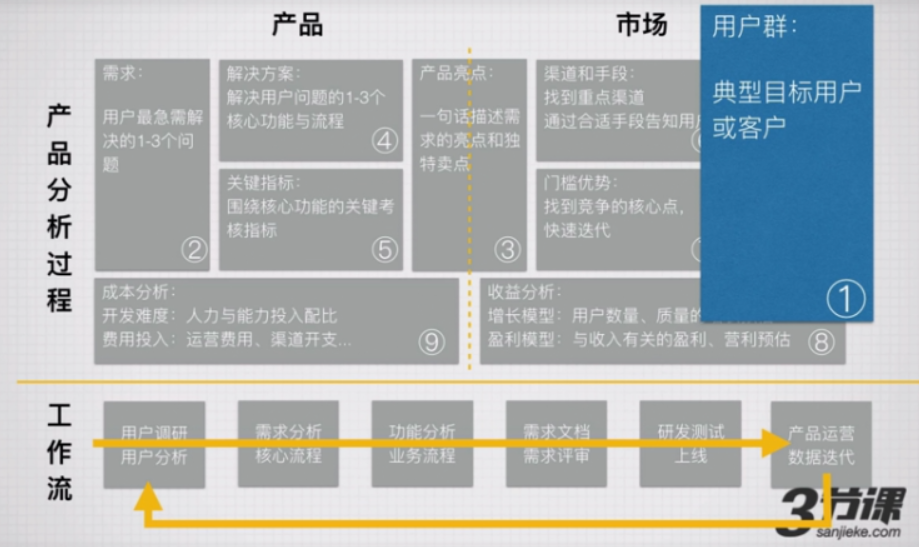 产品
市场
产品分析过程
需求：
用户最急需解
决的1-3个问
题
②
解决方案：
解决用户问题的1-3个
核心功能与流程
④
关键指标：
围绕核心功能的关键考
核指标
⑤
产品亮点：
一句话描述需
求的亮点和独
特卖点
③
渠道和手段：
找到重点渠道
通过合适手段告知用
门槛优势：
找到竞争的核心点，
快速迭代
用户群：
典型目标用户
或客户
①
成本分析：
开发难度：人力与能力投入配比
费用投入：运营费用、渠道开支...
⑨
收益分析：
增长模型：用户数量、质量的
盈利模型：与收入有关的盈利、营利预估
⑧
工作流
用户调研
用户分析
需求分析
核心流程
功能分析
业务流程
需求文档
需求评审
研发测试
上线
产品运营
数据迭代
3节课
sanjieke.com